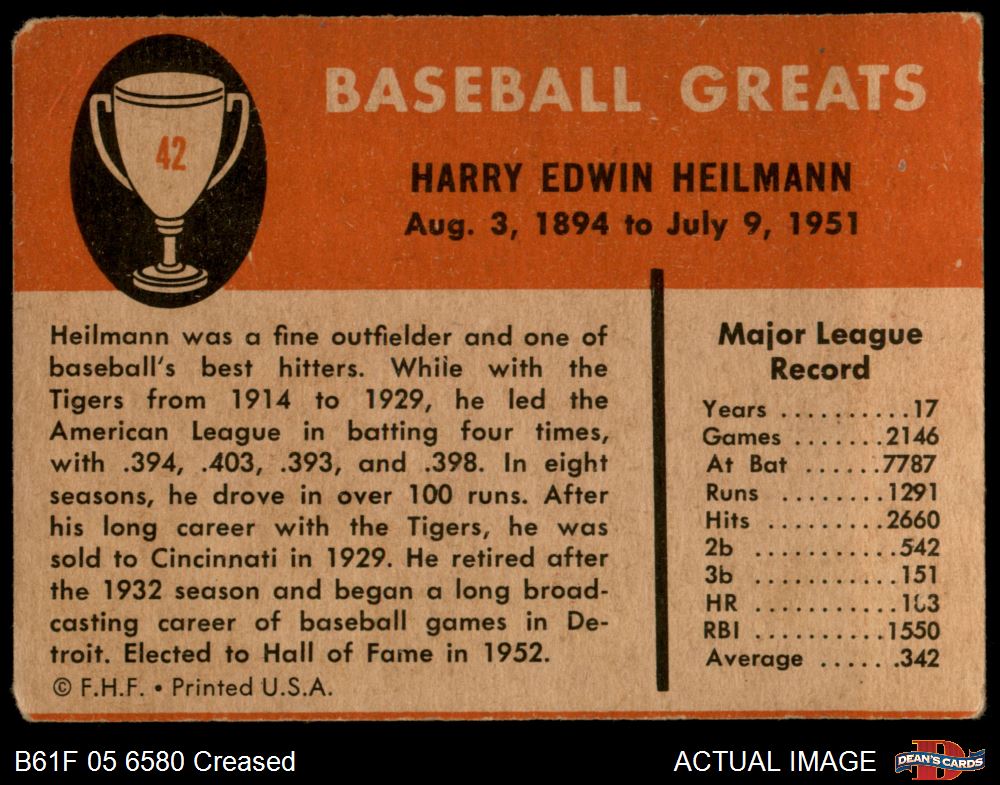 42
BASEBALL GREATS
HARRY EDWIN HEILMANN
Aug. 3, 1894 to July 9, 1951
Heilmann was a fine outfielder and one of
baseball's best hitters. While with the
Tigers from 1914 to 1929, he led the
American League in batting four times,
with .394, .403, .393, and .398. In eight
seasons, he drove in over 100 runs. After
his long career with the Tigers, he was
sold to Cincinnati in 1929. He retired after
the 1932 season and began a long broad-
casting career of baseball games in De-
troit. Elected to Hall of Fame in 1952.
© F.H.F. • Printed U.S.A.
Major League
Record
Years ..........17
Games .......2146
At Bat ......7787
Runs ........1291
Hits .........2660
2b ...........542
3b ...........151
HR ...........183
RBI ..........1550
Average ......342
B61F 05 6580 Creased
ACTUAL IMAGE
D
DEAN'S CARDS